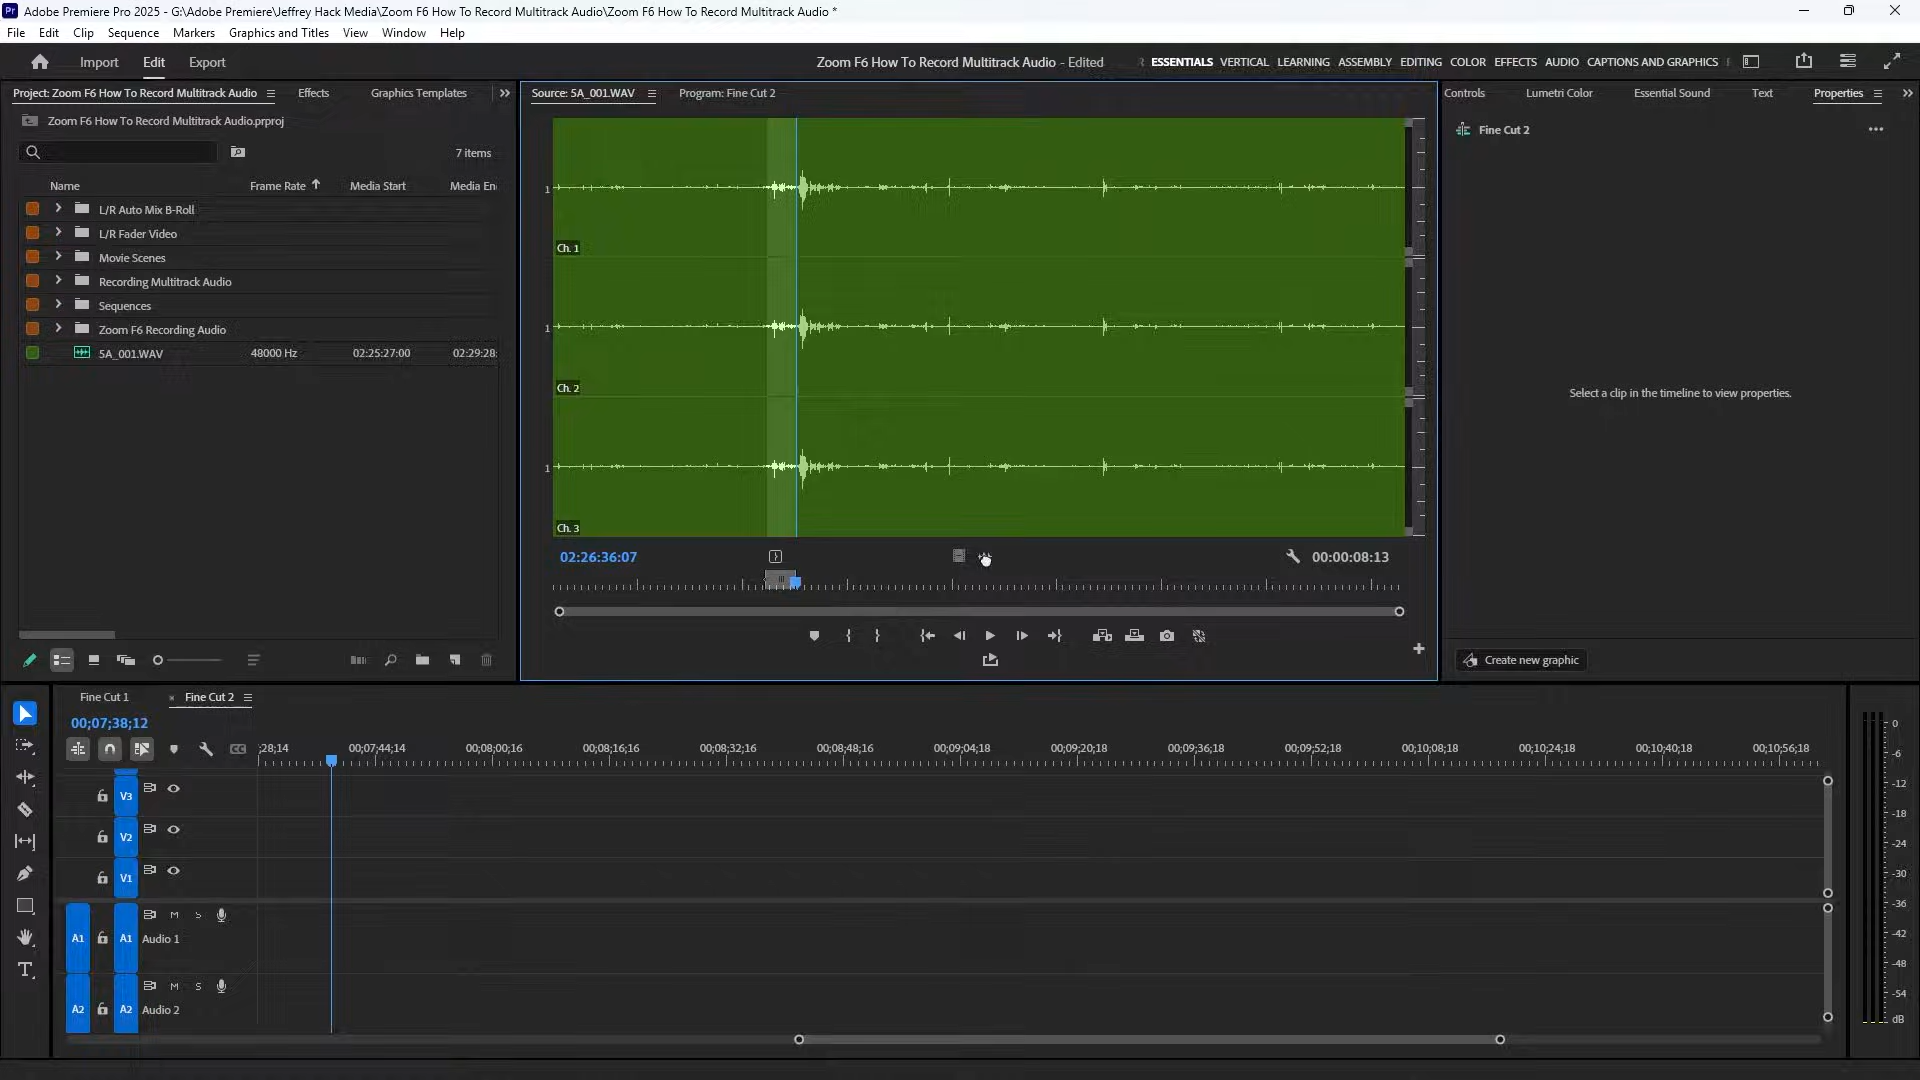 Adobe Premiere Pro 2025 - G:\Adobe Premiere\Jeffrey Hack Media\Zoom F6 How To Record Multitrack Audio\Zoom F6 How To Record Multitrack Audio *
File Edit Clip Sequence Markers Graphics and Titles View Window Help
Import Edit Export
Zoom F6 How To Record Multitrack Audio - Edited
ESSENTIALS VERTICAL LEARNING ASSEMBLY EDITING COLOR EFFECTS AUDIO CAPTIONS AND GRAPHICS
Project: Zoom F6 How To Record Multitrack Audio Effects Graphics Templates
Source: 5A_001.WAV Program: Fine Cut 2
Controls Lumetri Color Essential Sound Text Properties
Zoom F6 How To Record Multitrack Audio.prproj
Fine Cut 2
7 items
Name Frame Rate Media Start Media En
L/R Auto Mix B-Roll
L/R Fader Video
Movie Scenes
Recording Multitrack Audio
Sequences
Zoom F6 Recording Audio
5A_001.WAV 48000 Hz 02:25:27:00 02:29:28:
1
Ch. 1
1
Ch. 2
1
Ch. 3
02:26:36:07 00:00:08:13
Select a clip in the timeline to view properties.
Create new graphic
Fine Cut 1 Fine Cut 2
00;07;38;12
CC
;28;14 00;07;44;14 00;08;00;16 00;08;16;16 00;08;32;16 00;08;48;16 00;09;04;18 00;09;20;18 00;09;36;18 00;09;52;18 00;10;08;18 00;10;24;18 00;10;40;18 00;10;56;18
V3
V2
V1
A1 A1 M S Audio 1
A2 A2 M S Audio 2
0
-6
-12
-18
-24
-30
-36
-42
-48
-54
dB